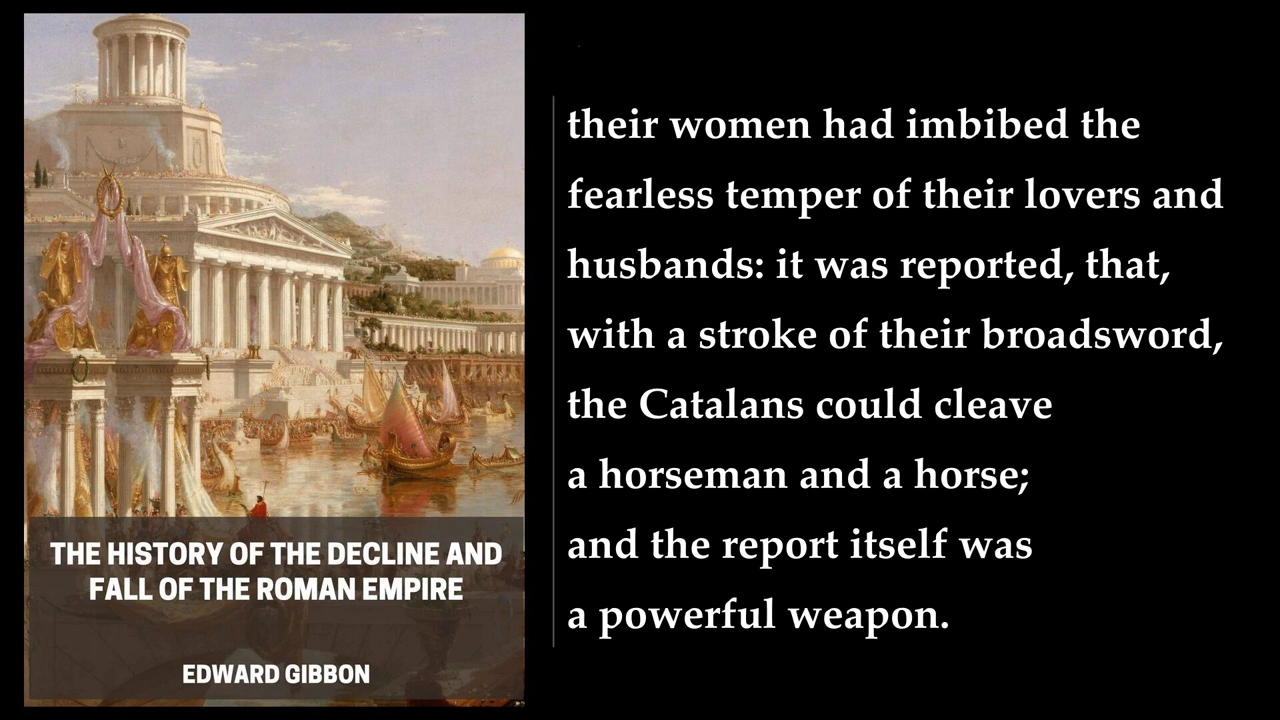 THE HISTORY OF THE DECLINE AND
FALL OF THE ROMAN EMPIRE
EDWARD GIBBON
their women had imbibed the
fearless temper of their lovers and
husbands: it was reported, that,
with a stroke of their broadsword,
the Catalans could cleave
a horseman and a horse;
and the report itself was
a powerful weapon.